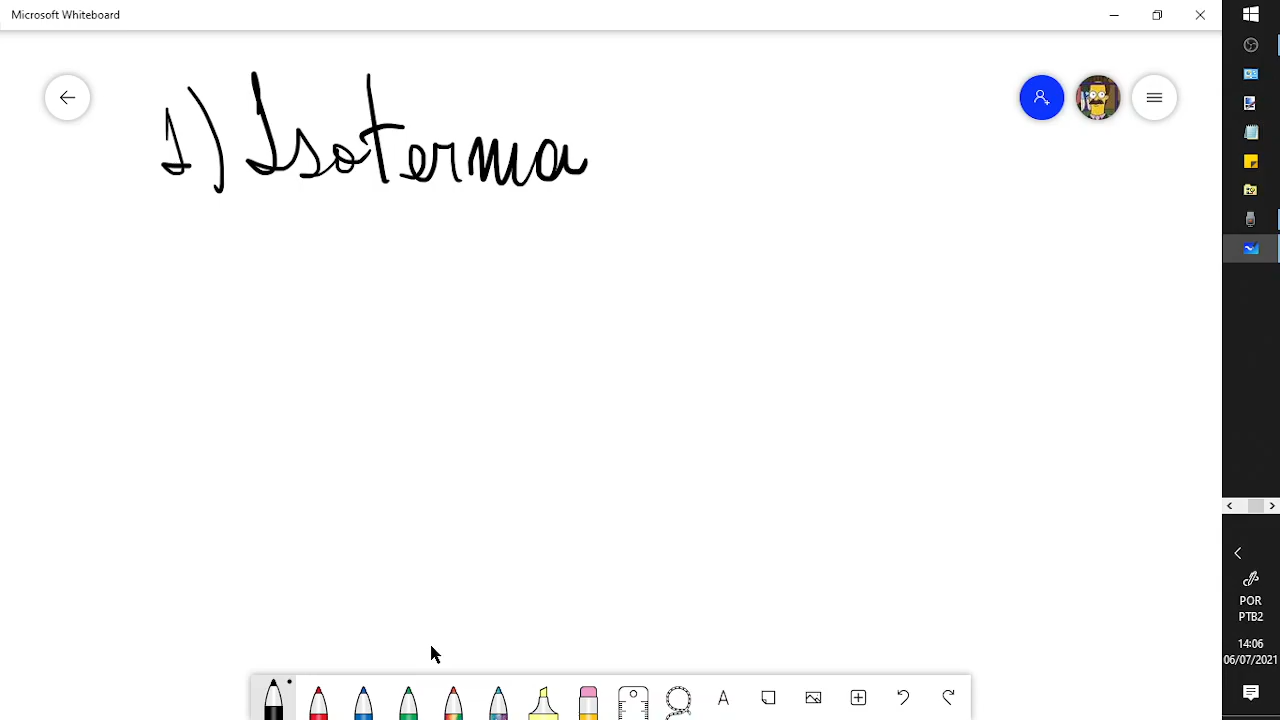 Microsoft Whiteboard
1) Isoterma
A
POR
PTB2
14:06
06/07/2021